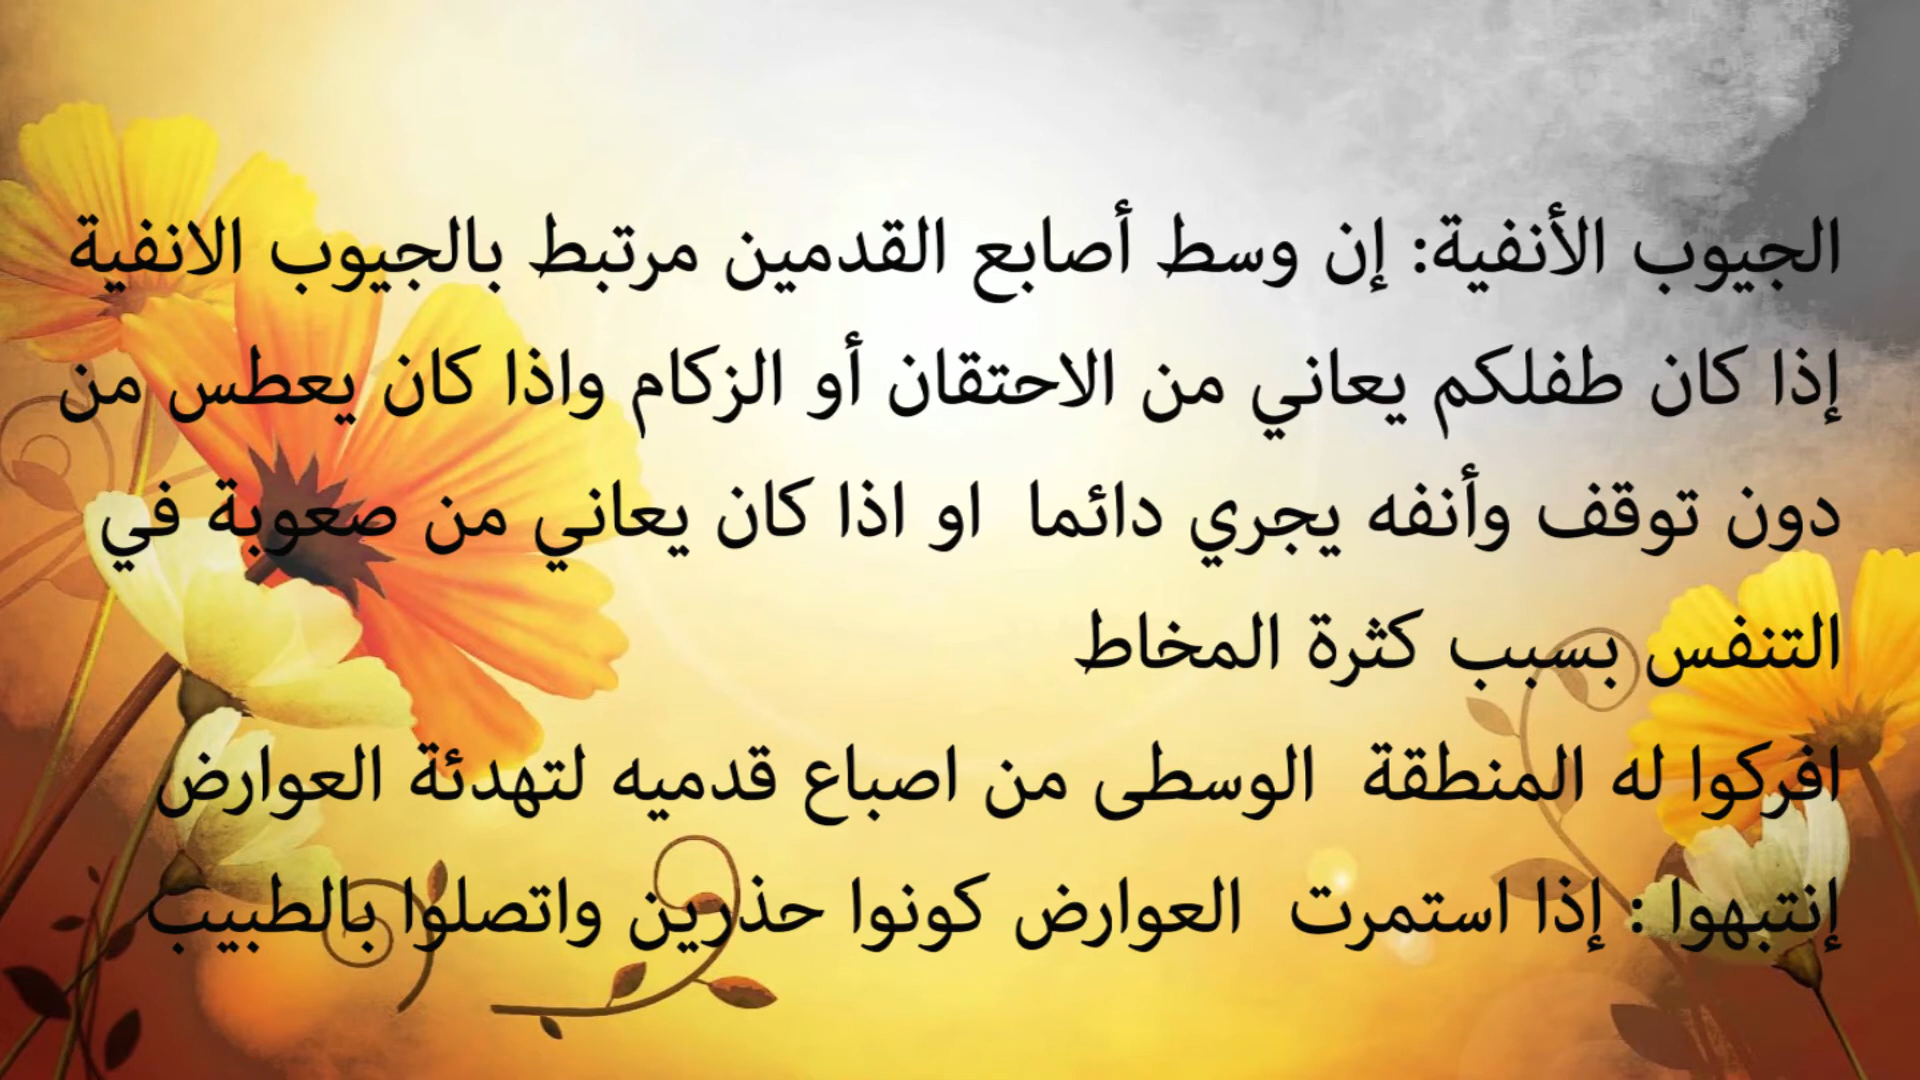 الجيوب الأنفية: إن وسط أصابع القدمين مرتبط بالجيوب الانفية
إذا كان طفلكم يعاني من الاحتقان أو الزكام واذا كان يعطس من
دون توقف وأنفه يجري دائما  او اذا كان يعاني من صعوبة في
التنفس بسبب كثرة المخاط
افركوا له المنطقة  الوسطى من اصباع قدميه لتهدئة العوارض
إنتبهوا : إذا استمرت  العوارض كونوا حذرين واتصلوا بالطبيب